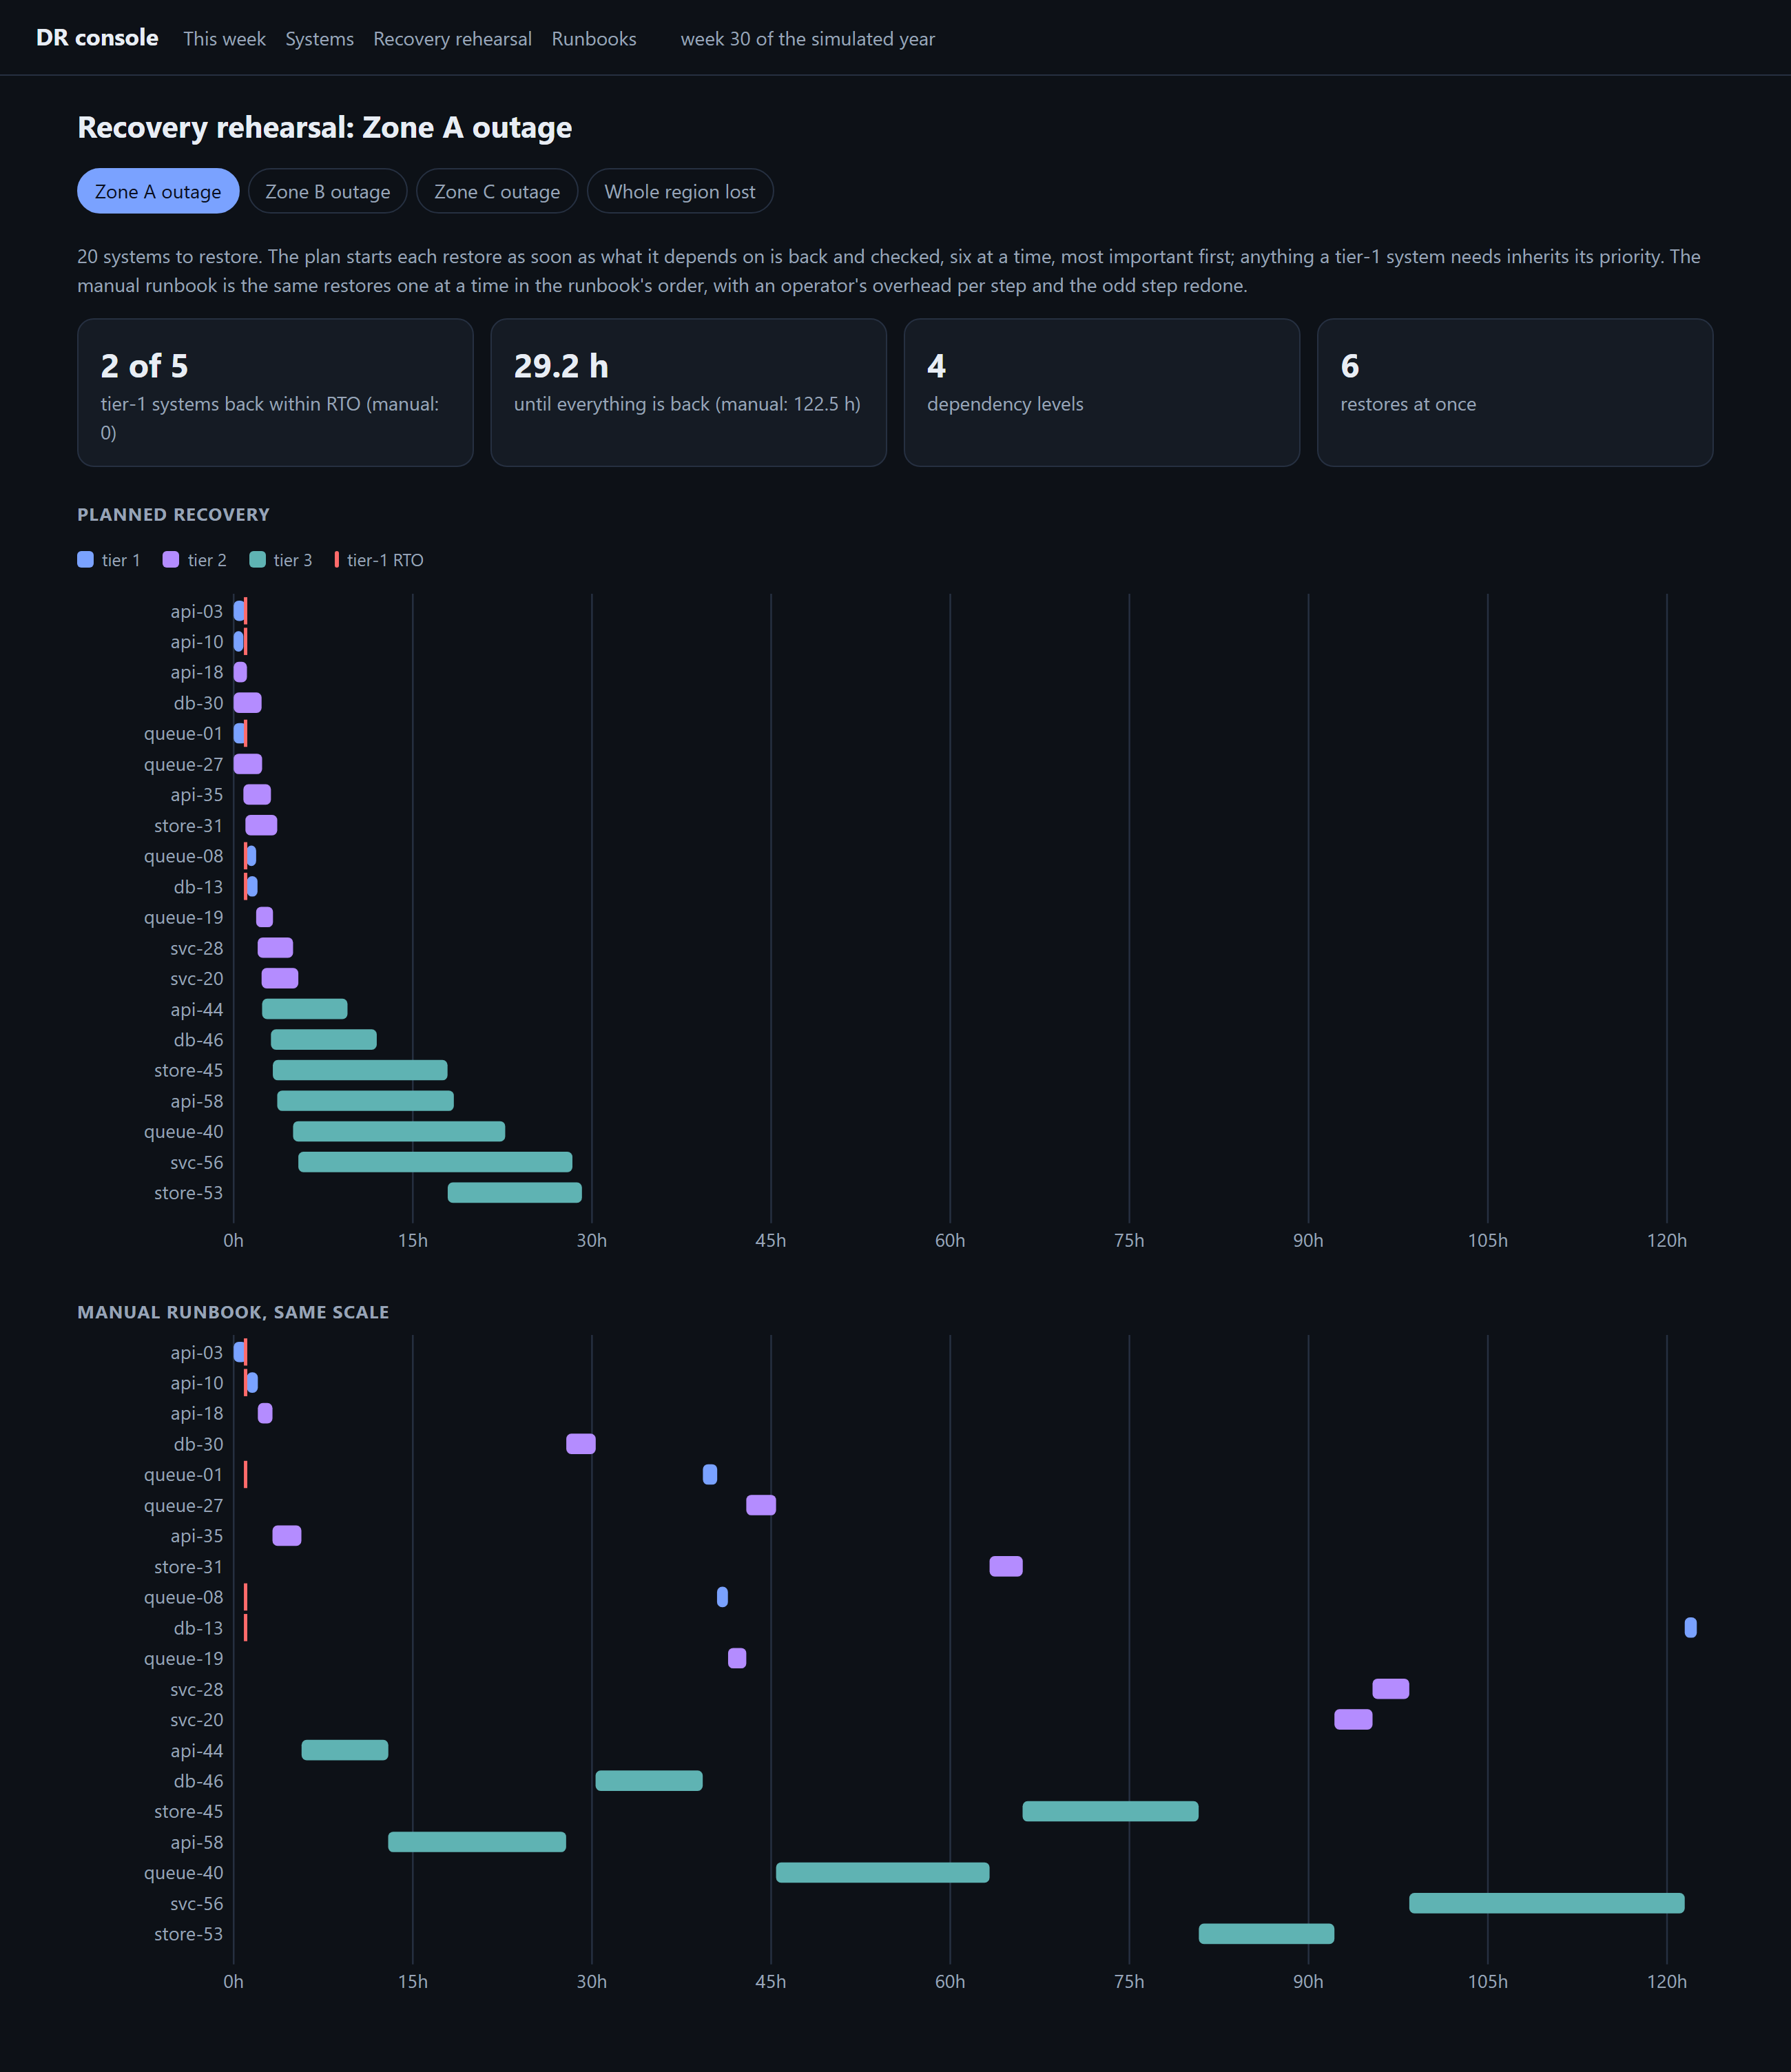 DR console This week Systems Recovery rehearsal Runbooks week 30 of the simulated year
Recovery rehearsal: Zone A outage
Zone A outage Zone B outage Zone C outage Whole region lost
20 systems to restore. The plan starts each restore as soon as what it depends on is back and checked, six at a time, most important first; anything a tier-1 system needs inherits its priority. The
manual runbook is the same restores one at a time in the runbook's order, with an operator's overhead per step and the odd step redone.
2 of 5
tier-1 systems back within RTO (manual:
0)
29.2 h
until everything is back (manual: 122.5 h)
4
dependency levels
6
restores at once
PLANNED RECOVERY
tier 1 tier 2 tier 3 tier-1 RTO
api-03
api-10
api-18
db-30
queue-01
queue-27
api-35
store-31
queue-08
db-13
queue-19
svc-28
svc-20
api-44
db-46
store-45
api-58
queue-40
svc-56
store-53
0h 15h 30h 45h 60h 75h 90h 105h 120h
MANUAL RUNBOOK, SAME SCALE
api-03
api-10
api-18
db-30
queue-01
queue-27
api-35
store-31
queue-08
db-13
queue-19
svc-28
svc-20
api-44
db-46
store-45
api-58
queue-40
svc-56
store-53
0h 15h 30h 45h 60h 75h 90h 105h 120h